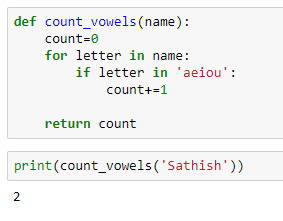 def count_vowels(name):
    count=0
    for letter in name:
        if letter in 'aeiou':
            count+=1
    return count
print(count_vowels('Sathish'))
2